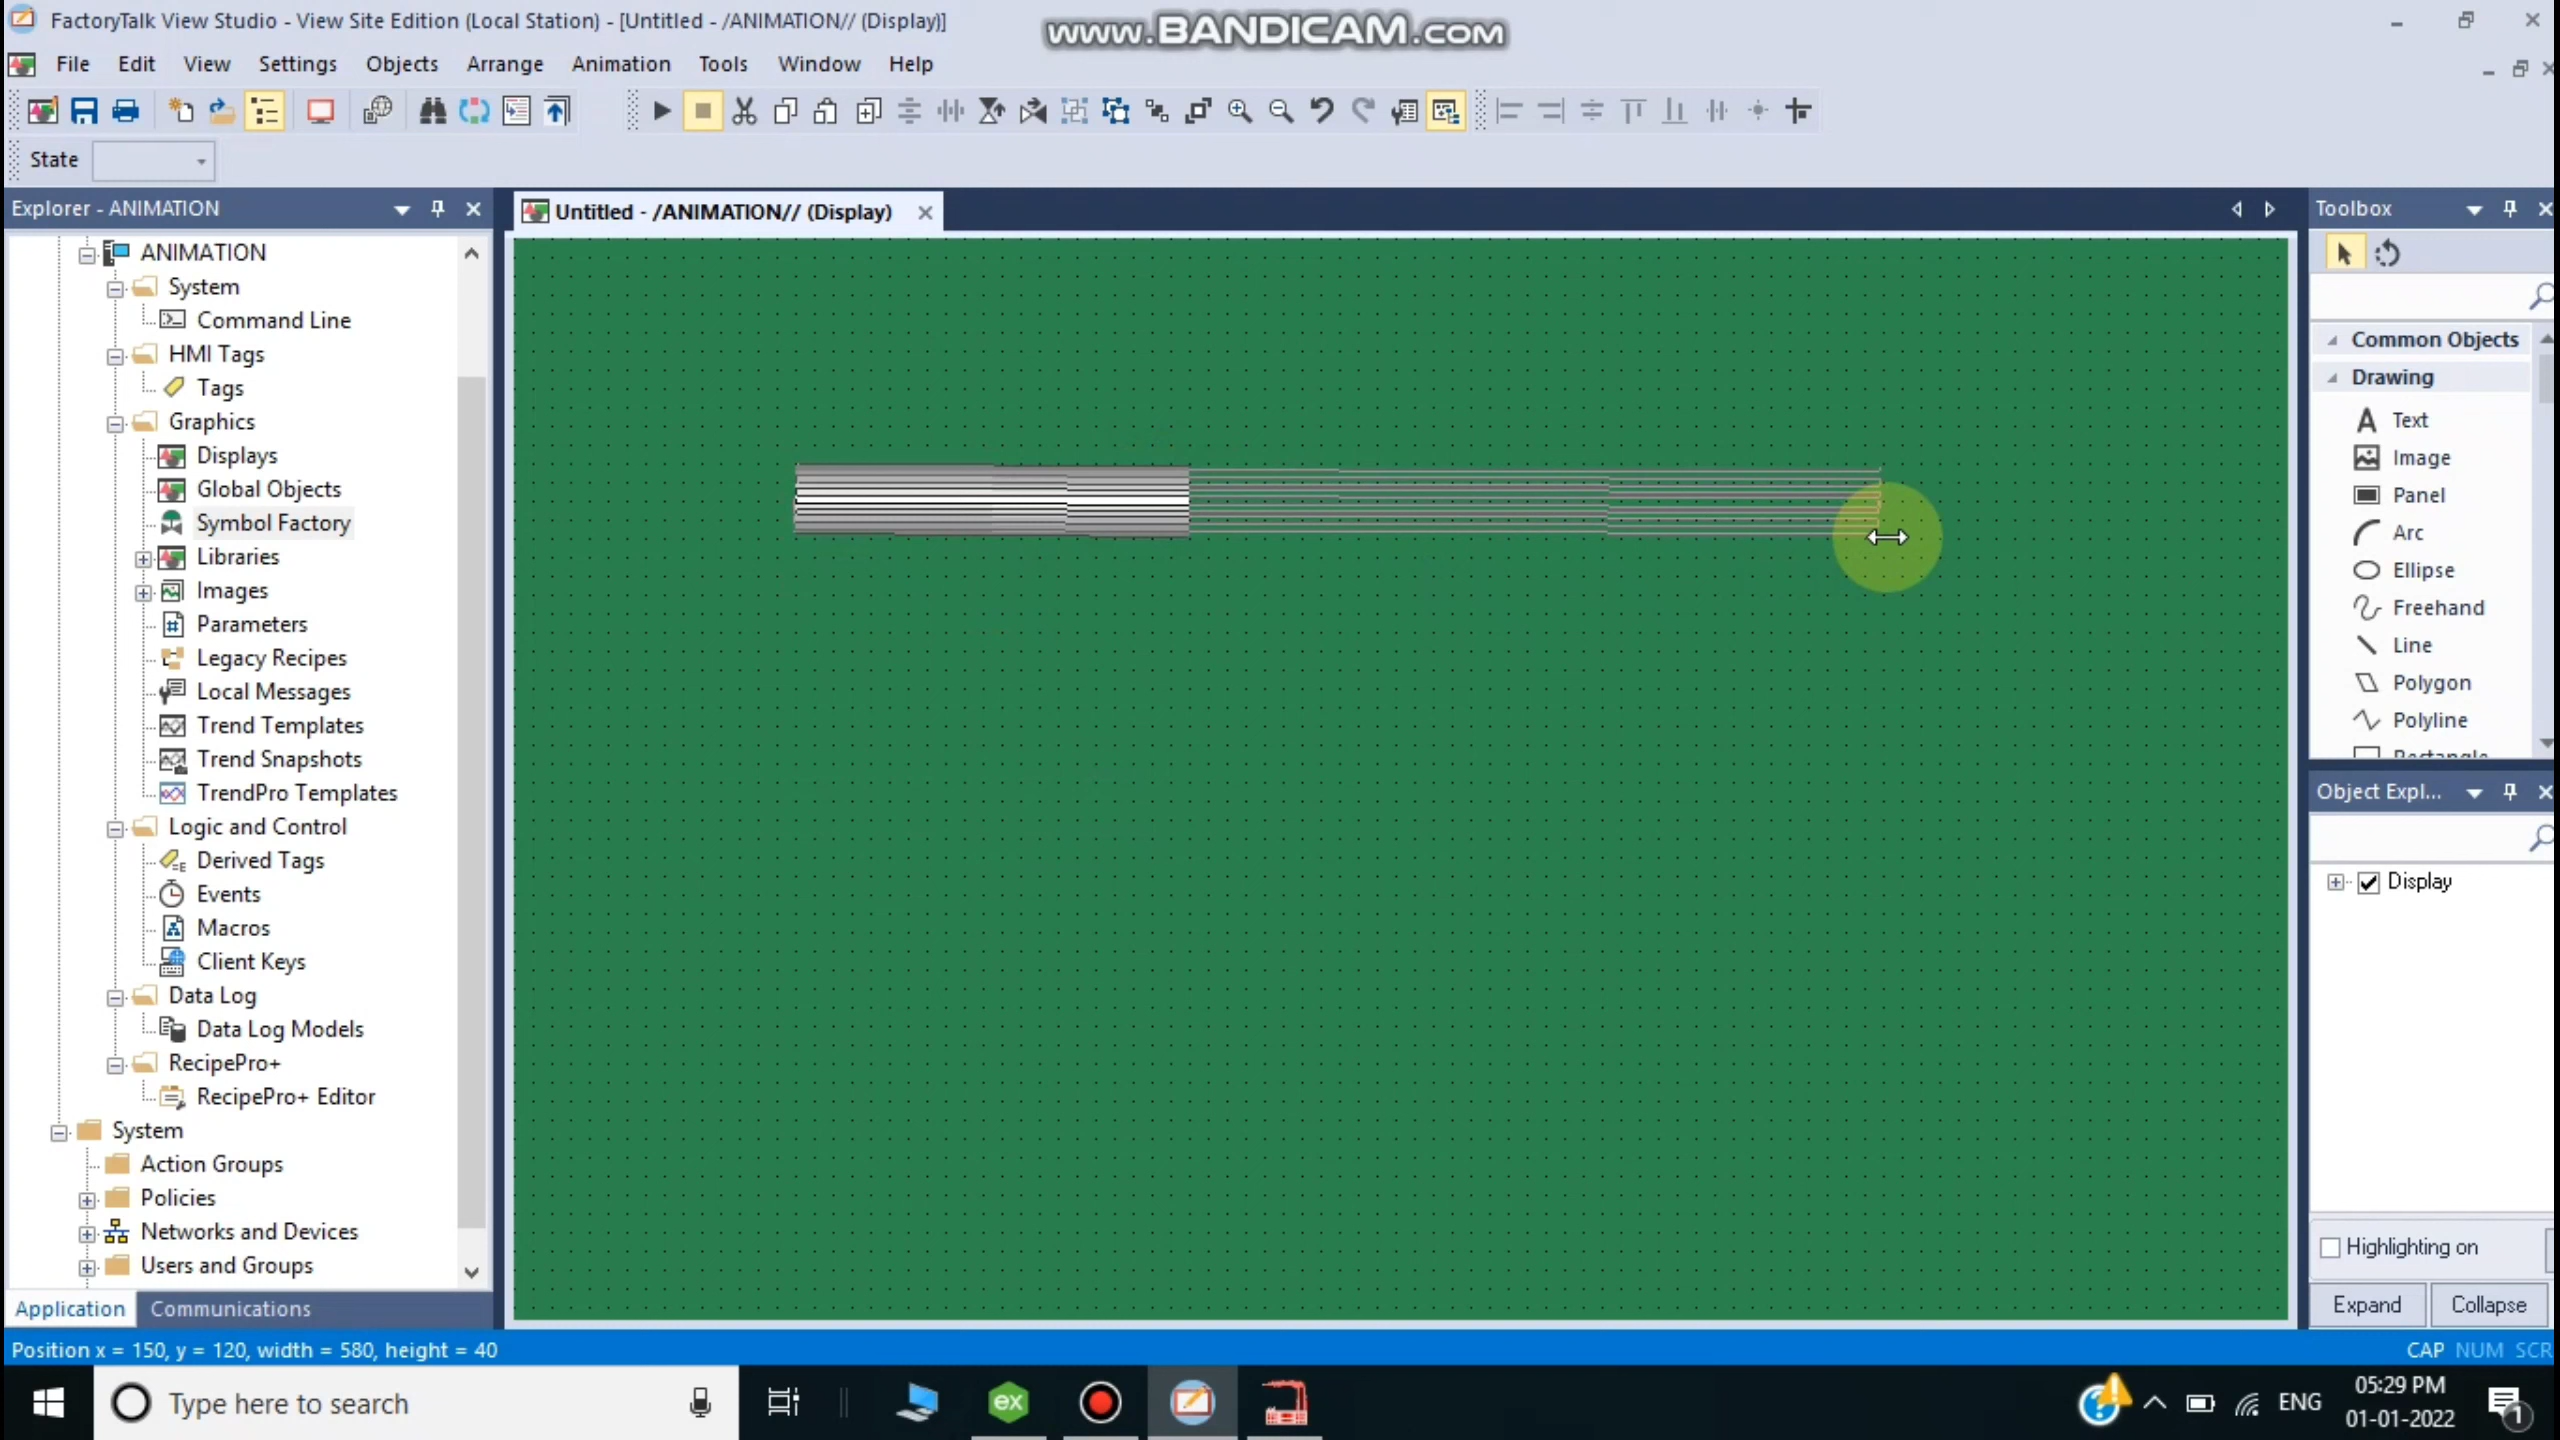 FactoryTalk View Studio - View Site Edition (Local Station) - [Untitled - /ANIMATION// (Display)]
www.BANDICAM.com
File Edit View Settings Objects Arrange Animation Tools Window Help
State
Explorer - ANIMATION
ANIMATION
System
Command Line
HMI Tags
Tags
Graphics
Displays
Global Objects
Symbol Factory
Libraries
Images
Parameters
Legacy Recipes
Local Messages
Trend Templates
Trend Snapshots
TrendPro Templates
Logic and Control
Derived Tags
Events
Macros
Client Keys
Data Log
Data Log Models
RecipePro+
RecipePro+ Editor
System
Action Groups
Policies
Networks and Devices
Users and Groups
Application Communications
Untitled - /ANIMATION// (Display)
Toolbox
Common Objects
Drawing
Text
Image
Panel
Arc
Ellipse
Freehand
Line
Polygon
Polyline
Object Expl...
Display
Highlighting on
Expand Collapse
Position x = 150, y = 120, width = 580, height = 40
CAP NUM SCR
Type here to search
ex
ENG
05:29 PM
01-01-2022
1